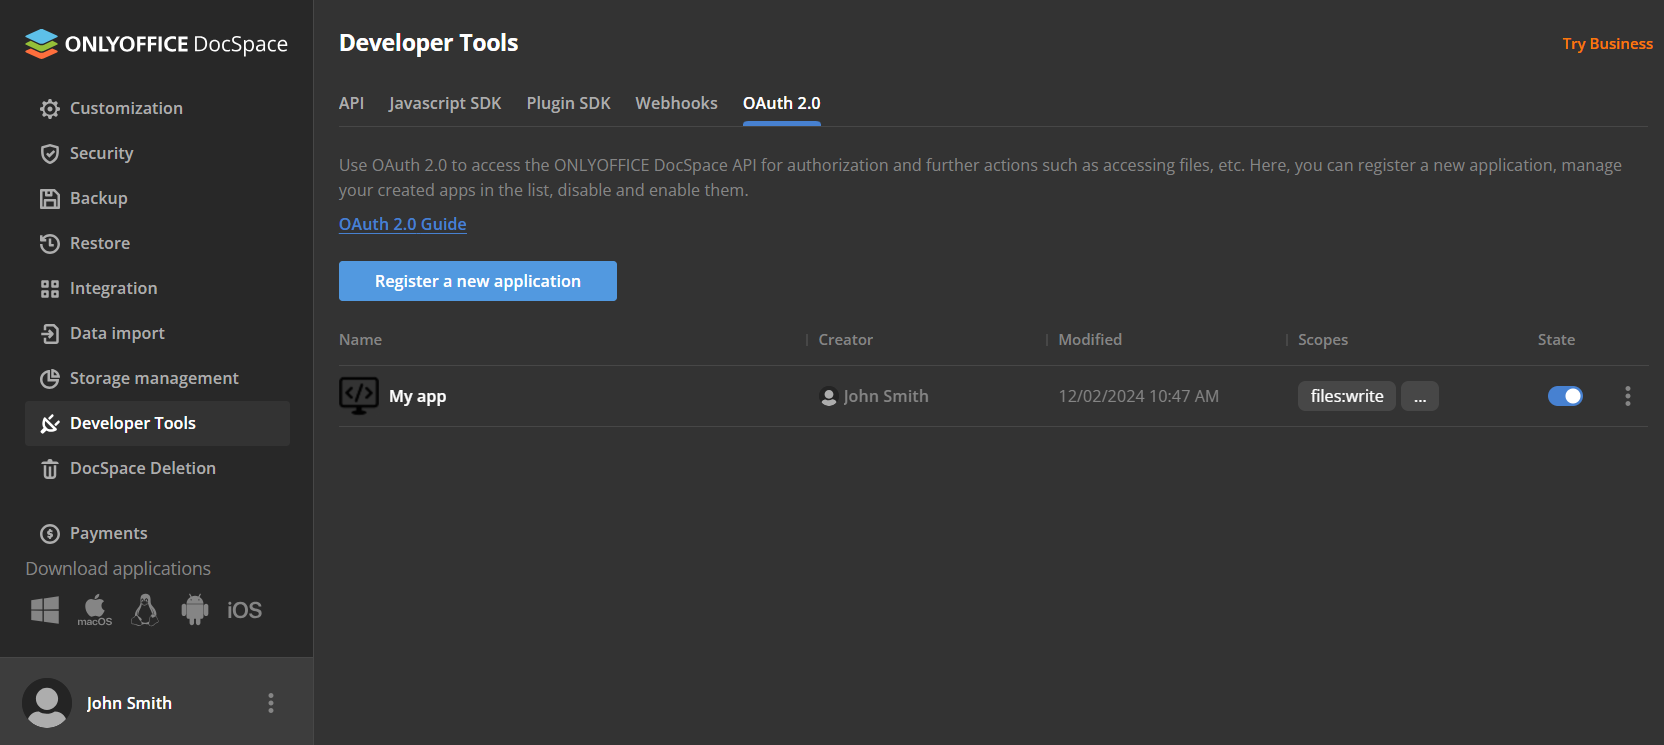 ONLYOFFICE DocSpace
Customization
Security
Backup
Restore
Integration
Data import
Storage management
Developer Tools
DocSpace Deletion
Payments
Download applications
macOS
iOS
John Smith
Developer Tools
Try Business
API Javascript SDK Plugin SDK Webhooks OAuth 2.0
Use OAuth 2.0 to access the ONLYOFFICE DocSpace API for authorization and further actions such as accessing files, etc. Here, you can register a new application, manage
your created apps in the list, disable and enable them.
OAuth 2.0 Guide
Register a new application
Name Creator Modified Scopes State
My app John Smith 12/02/2024 10:47 AM files:write ...